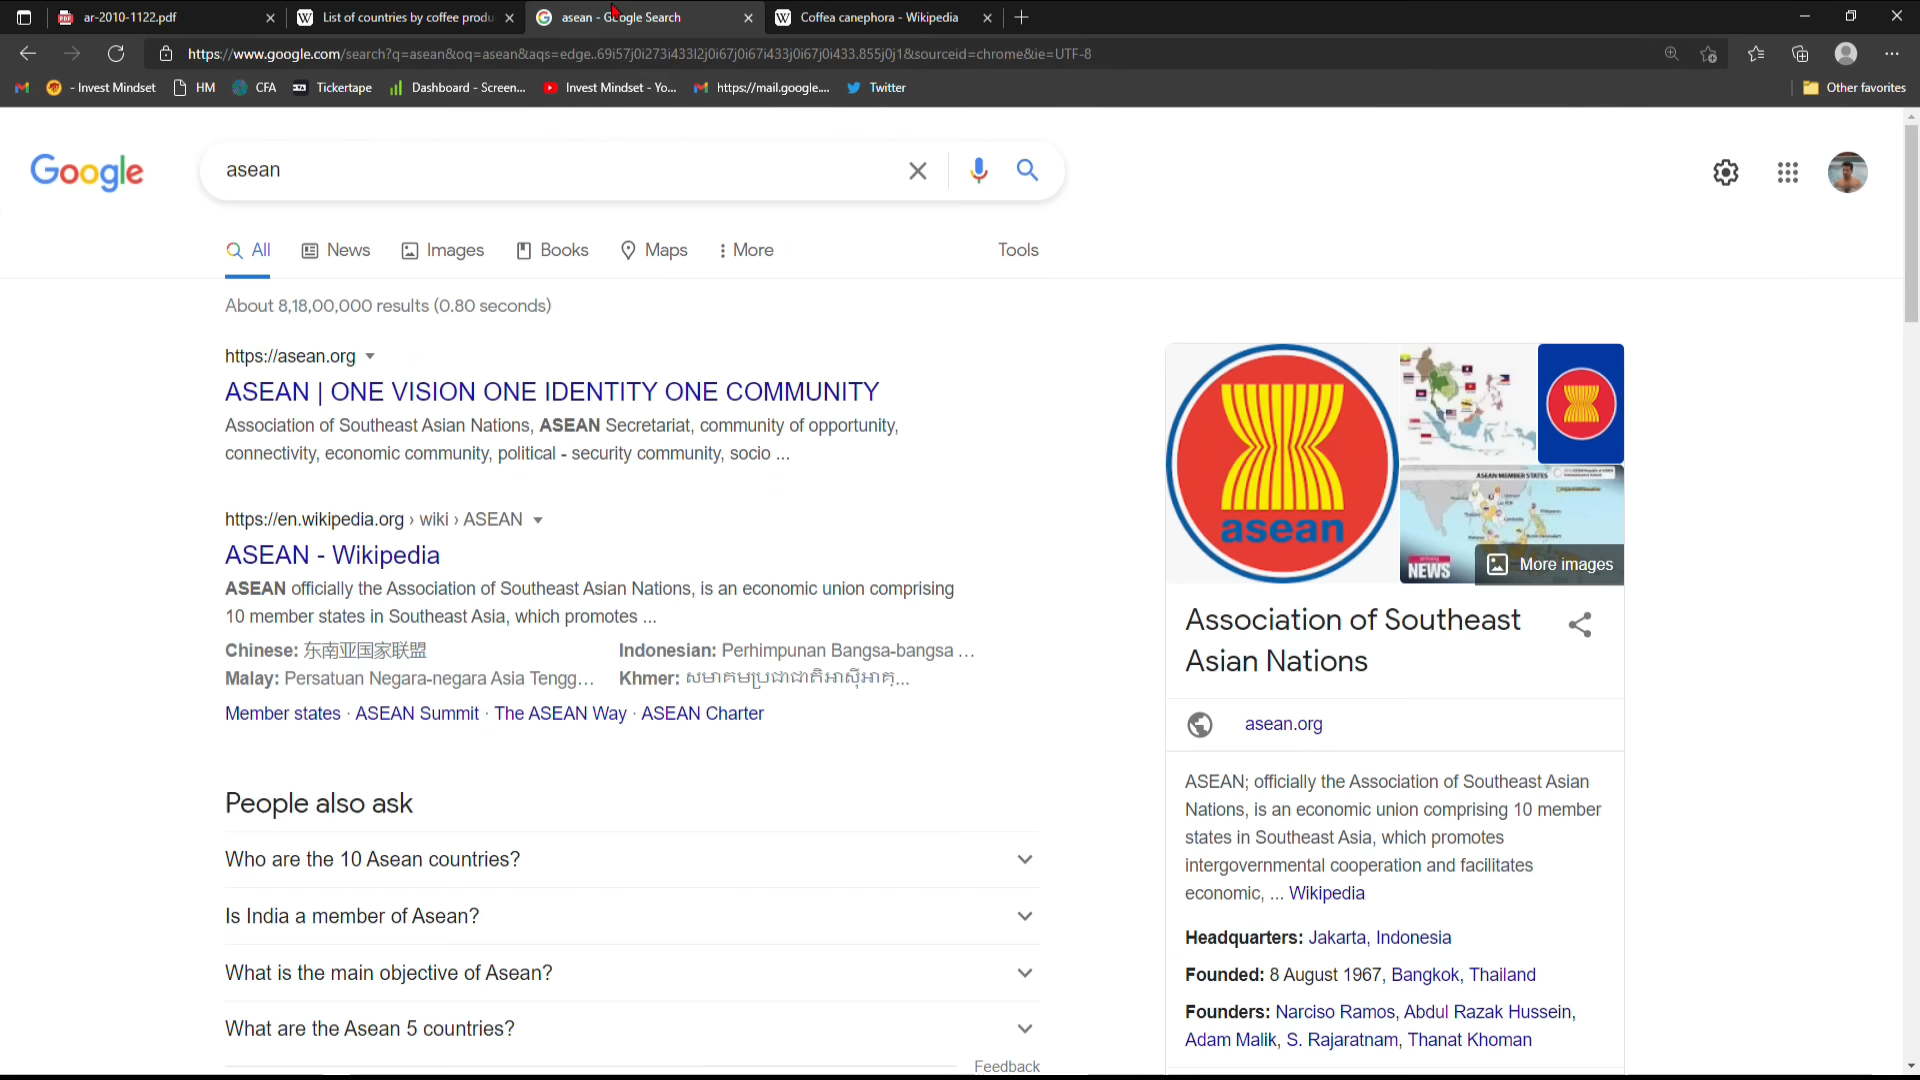 ar-2010-1122.pdf
List of countries by coffee produ
asean - Google Search
Coffea canephora - Wikipedia
https://www.google.com/search?q=asean&oq=asean&aqs=edge..69i57j0i273i433l2j0i67j0i67i433j0i67j0i433.855j0j1&sourceid=chrome&ie=UTF-8
- Invest Mindset
HM
CFA
Tickertape
Dashboard - Screen...
Invest Mindset - Yo...
https://mail.google....
Twitter
Other favorites
Google
asean
All
News
Images
Books
Maps
More
Tools
About 8,18,00,000 results (0.80 seconds)
https://asean.org
ASEAN | ONE VISION ONE IDENTITY ONE COMMUNITY
Association of Southeast Asian Nations, ASEAN Secretariat, community of opportunity,
connectivity, economic community, political - security community, socio ...
https://en.wikipedia.org › wiki › ASEAN
ASEAN - Wikipedia
ASEAN officially the Association of Southeast Asian Nations, is an economic union comprising
10 member states in Southeast Asia, which promotes ...
Chinese: 东南亚国家联盟
Indonesian: Perhimpunan Bangsa-bangsa ...
Malay: Persatuan Negara-negara Asia Tengg...
Khmer: សមាគមប្រជាជាតិអាស៊ីអាគ្...
Member states · ASEAN Summit · The ASEAN Way · ASEAN Charter
People also ask
Who are the 10 Asean countries?
Is India a member of Asean?
What is the main objective of Asean?
What are the Asean 5 countries?
Feedback
asean
ASEAN MEMBER STATES
NEWS
More images
Association of Southeast
Asian Nations
asean.org
ASEAN; officially the Association of Southeast Asian
Nations, is an economic union comprising 10 member
states in Southeast Asia, which promotes
intergovernmental cooperation and facilitates
economic, ... Wikipedia
Headquarters: Jakarta, Indonesia
Founded: 8 August 1967, Bangkok, Thailand
Founders: Narciso Ramos, Abdul Razak Hussein,
Adam Malik, S. Rajaratnam, Thanat Khoman